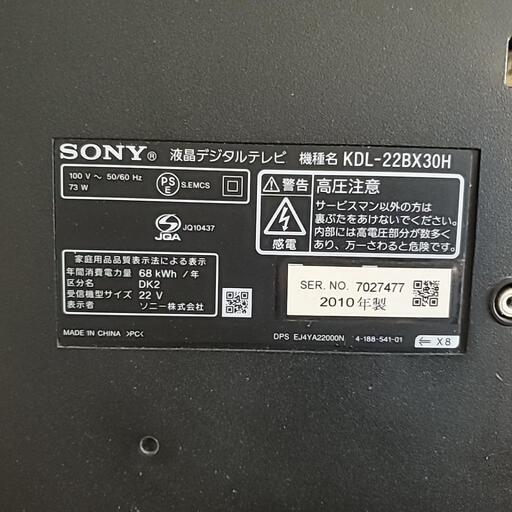 SONY® 液晶デジタルテレビ 機種名 KDL-22BX30H
100 V ～ 50/60 Hz
73 W
PS
E
S.EMCS
JQA
JQ10437
家庭用品品質表示法による表示
年間消費電力量 68 kWh／年
区分名 DK2
受信機型サイズ 22 V
表示者 ソニー株式会社
MADE IN CHINA >PC<
警告 高圧注意
感電
サービスマン以外の方は
裏ぶたをあけないでください。
内部には高電圧部分が数多く
あり、万一さわると危険です。
SER. NO. 7027477
2010 年製
DPS EJ4YA22000N 4-188-541-01
X8